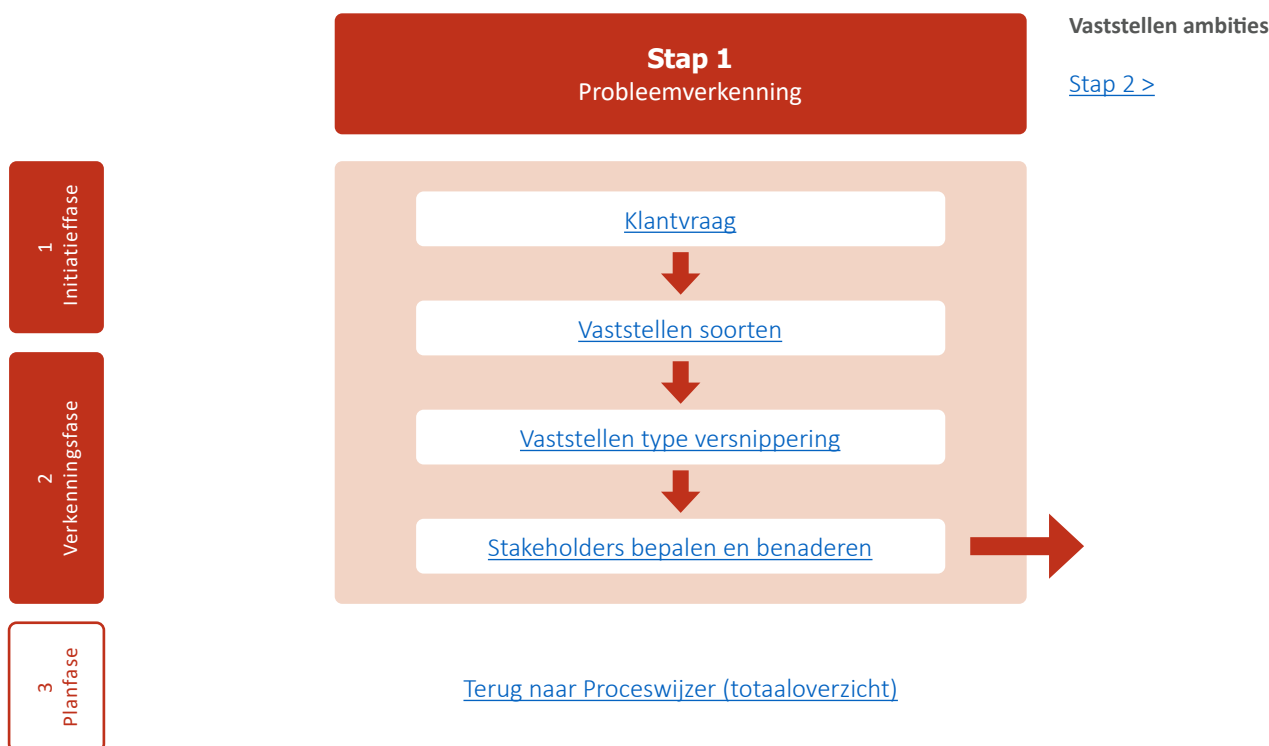 Stap 1
Probleemverkenning
Vaststellen ambities
Stap 2 >
1
Initiatieffase
2
Verkenningsfase
3
Planfase
Klantvraag
Vaststellen soorten
Vaststellen type versnippering
Stakeholders bepalen en benaderen
Terug naar Proceswijzer (totaaloverzicht)